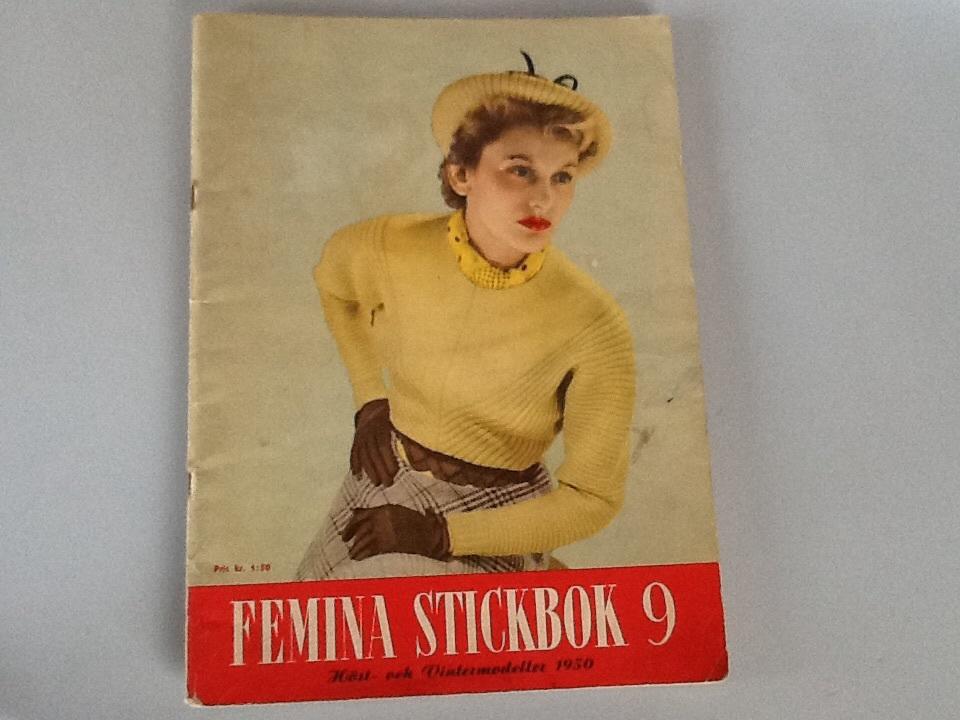 Pris kr. 1:50
FEMINA STICKBOK 9
Höst- och Vintermodeller 1950